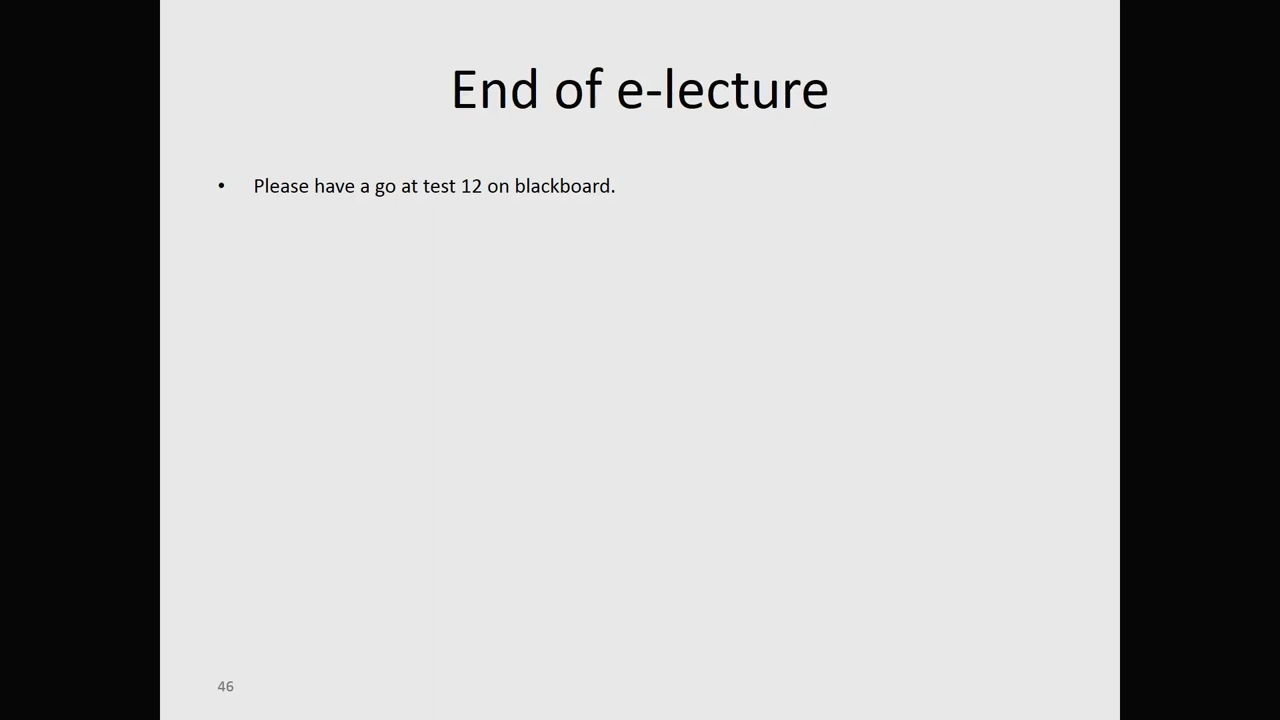 End of e-lecture
• Please have a go at test 12 on blackboard.
46